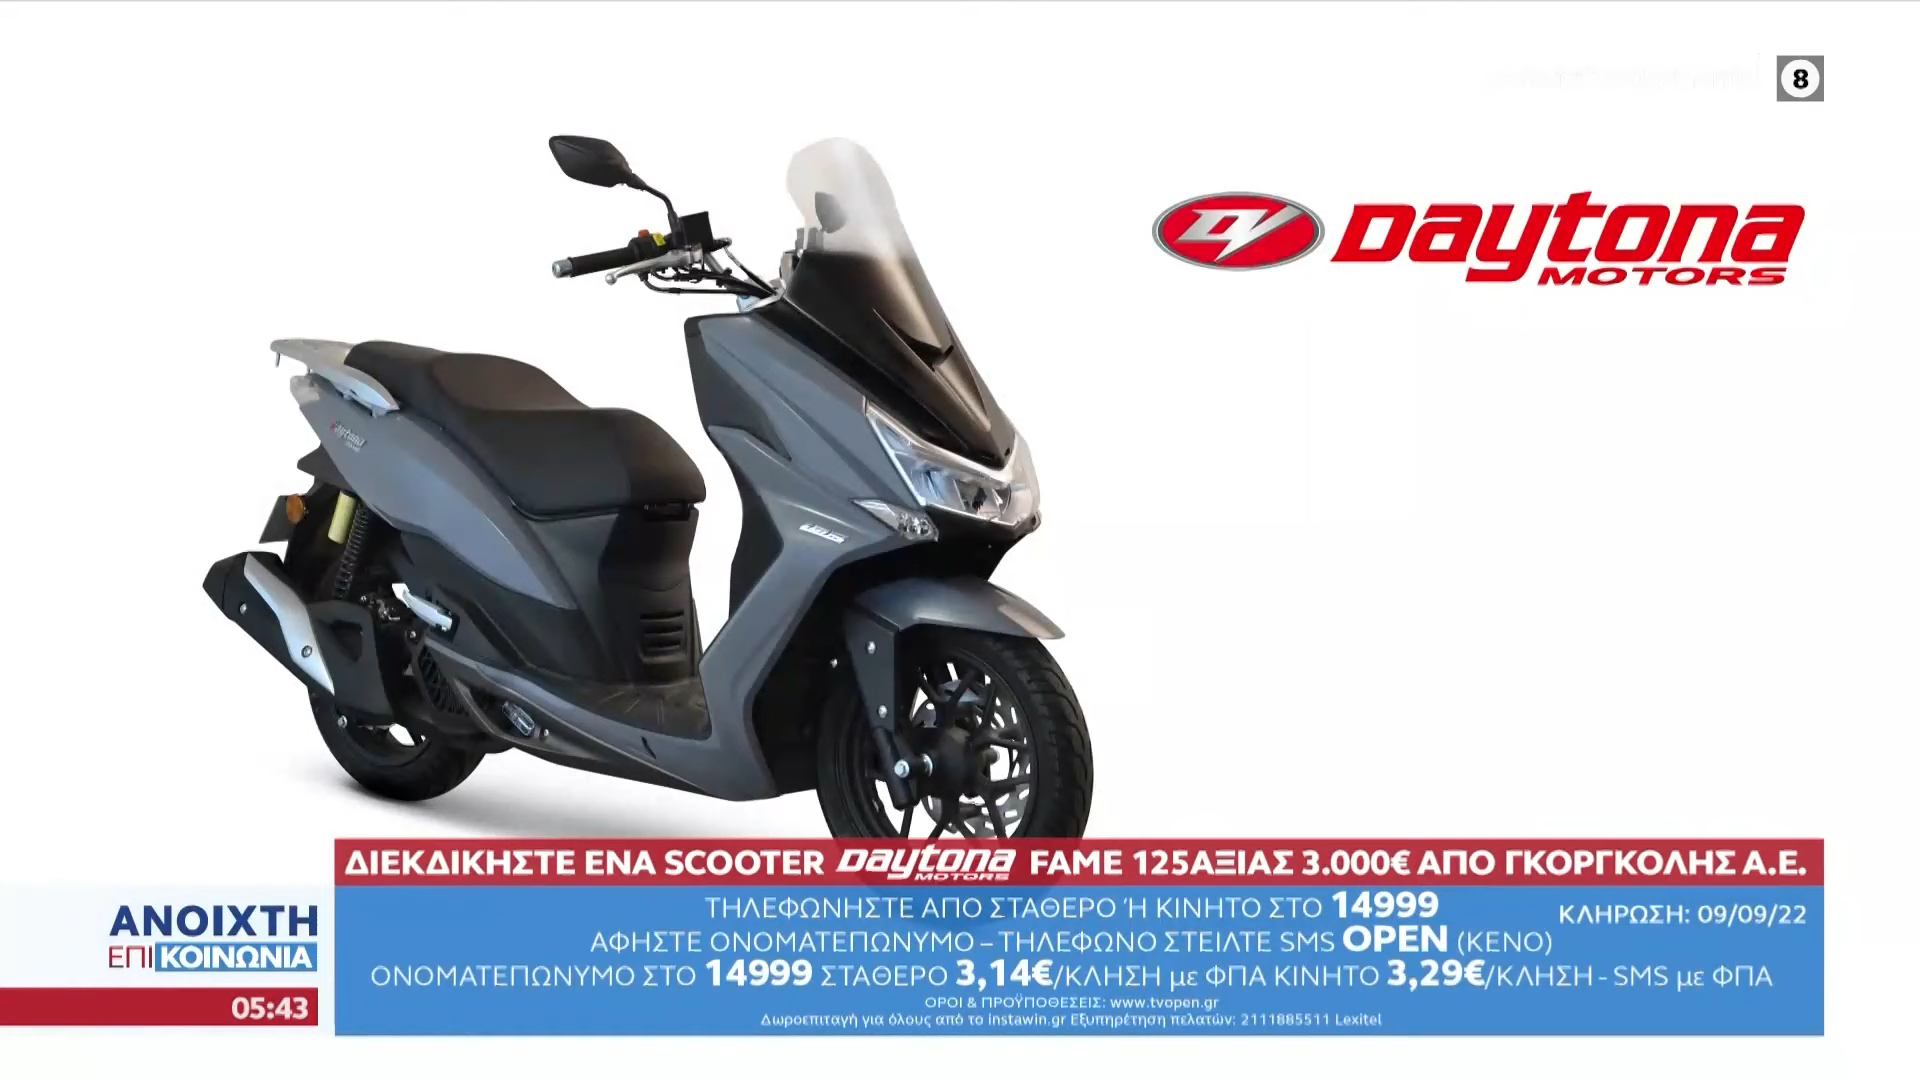 8
DV Daytona
MOTORS
Daytona
ΔΙΕΚΔΙΚΗΣΤΕ ΕΝΑ SCOOTER Daytona MOTORS FAME 125ΑΞΙΑΣ 3.000€ ΑΠΟ ΓΚΟΡΓΚΟΛΗΣ Α.Ε.
ΤΗΛΕΦΩΝΗΣΤΕ ΑΠΟ ΣΤΑΘΕΡΟ Ή ΚΙΝΗΤΟ ΣΤΟ 14999
ΚΛΗΡΩΣΗ: 09/09/22
ΑΦΗΣΤΕ ΟΝΟΜΑΤΕΠΩΝΥΜΟ – ΤΗΛΕΦΩΝΟ ΣΤΕΙΛΤΕ SMS OPEN (ΚΕΝΟ)
ΟΝΟΜΑΤΕΠΩΝΥΜΟ ΣΤΟ 14999 ΣΤΑΘΕΡΟ 3,14€/ΚΛΗΣΗ με ΦΠΑ ΚΙΝΗΤΟ 3,29€/ΚΛΗΣΗ - SMS με ΦΠΑ
ΟΡΟΙ & ΠΡΟΫΠΟΘΕΣΕΙΣ: www.tvopen.gr
Δωροεπιταγή για όλους από το instawin.gr Εξυπηρέτηση πελατών: 2111885511 Lexitel
ΑΝΟΙΧΤΗ
ΕΠΙΚΟΙΝΩΝΙΑ
05:43